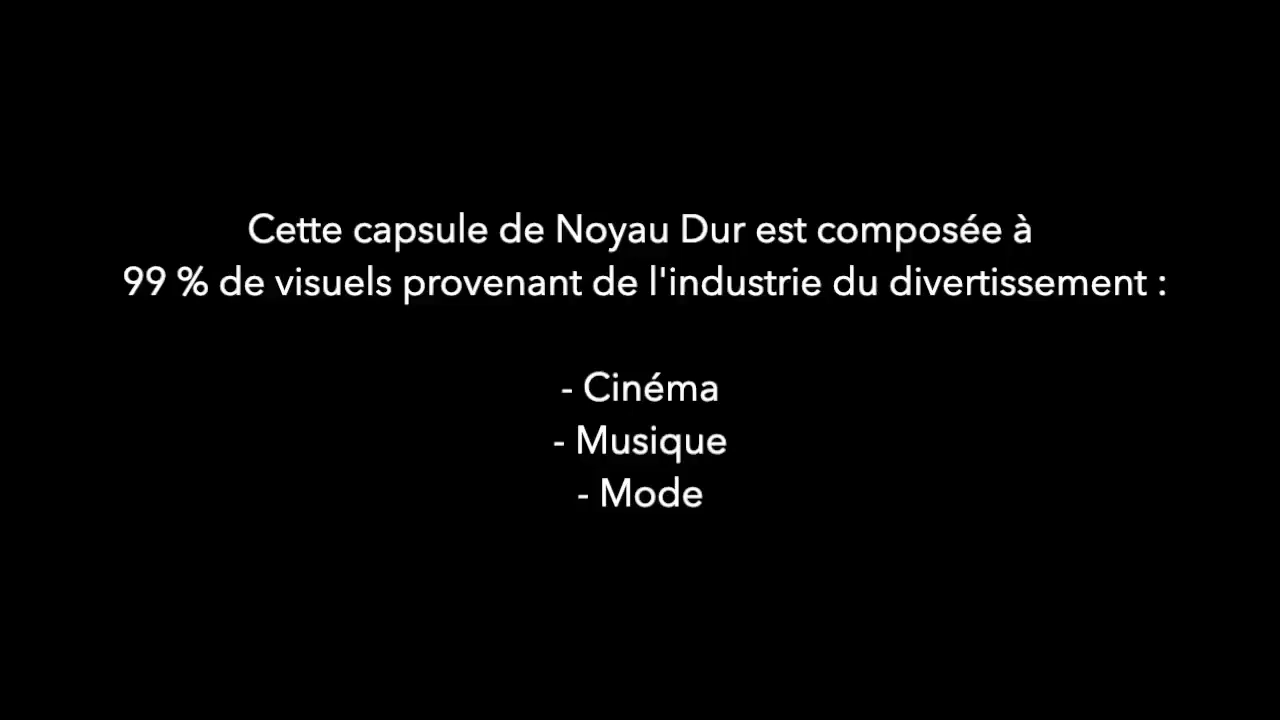 Cette capsule de Noyau Dur est composée à
99 % de visuels provenant de l'industrie du divertissement :
- Cinéma
- Musique
- Mode